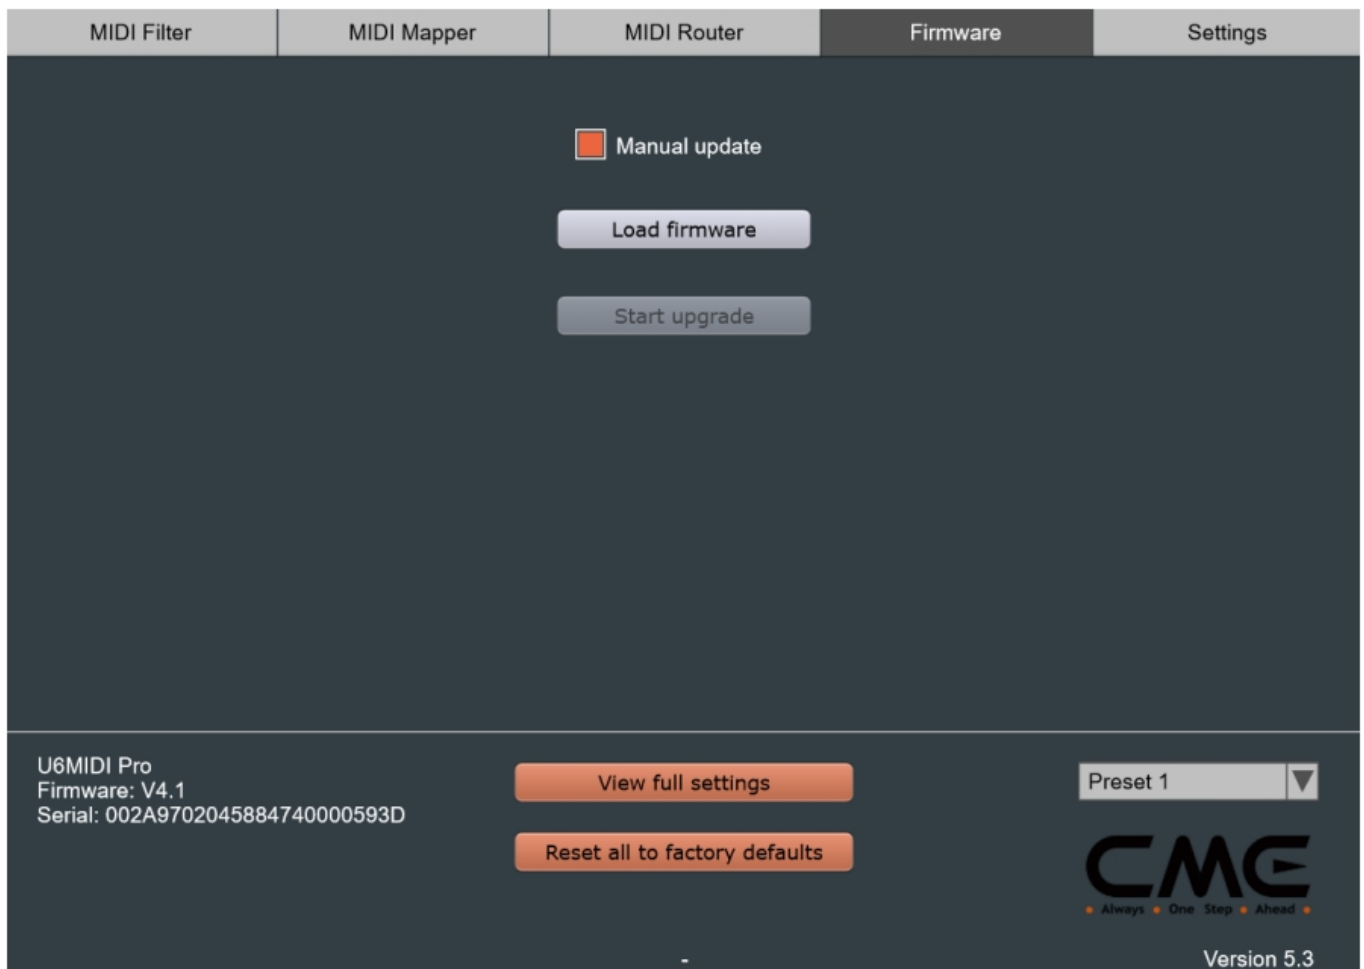 MIDI Filter MIDI Mapper MIDI Router Firmware Settings
Manual update
Load firmware
Start upgrade
U6MIDI Pro
Firmware: V4.1
Serial: 002A9702045884740000593D
View full settings
Reset all to factory defaults
Preset 1
CME
Always One Step Ahead
-
Version 5.3